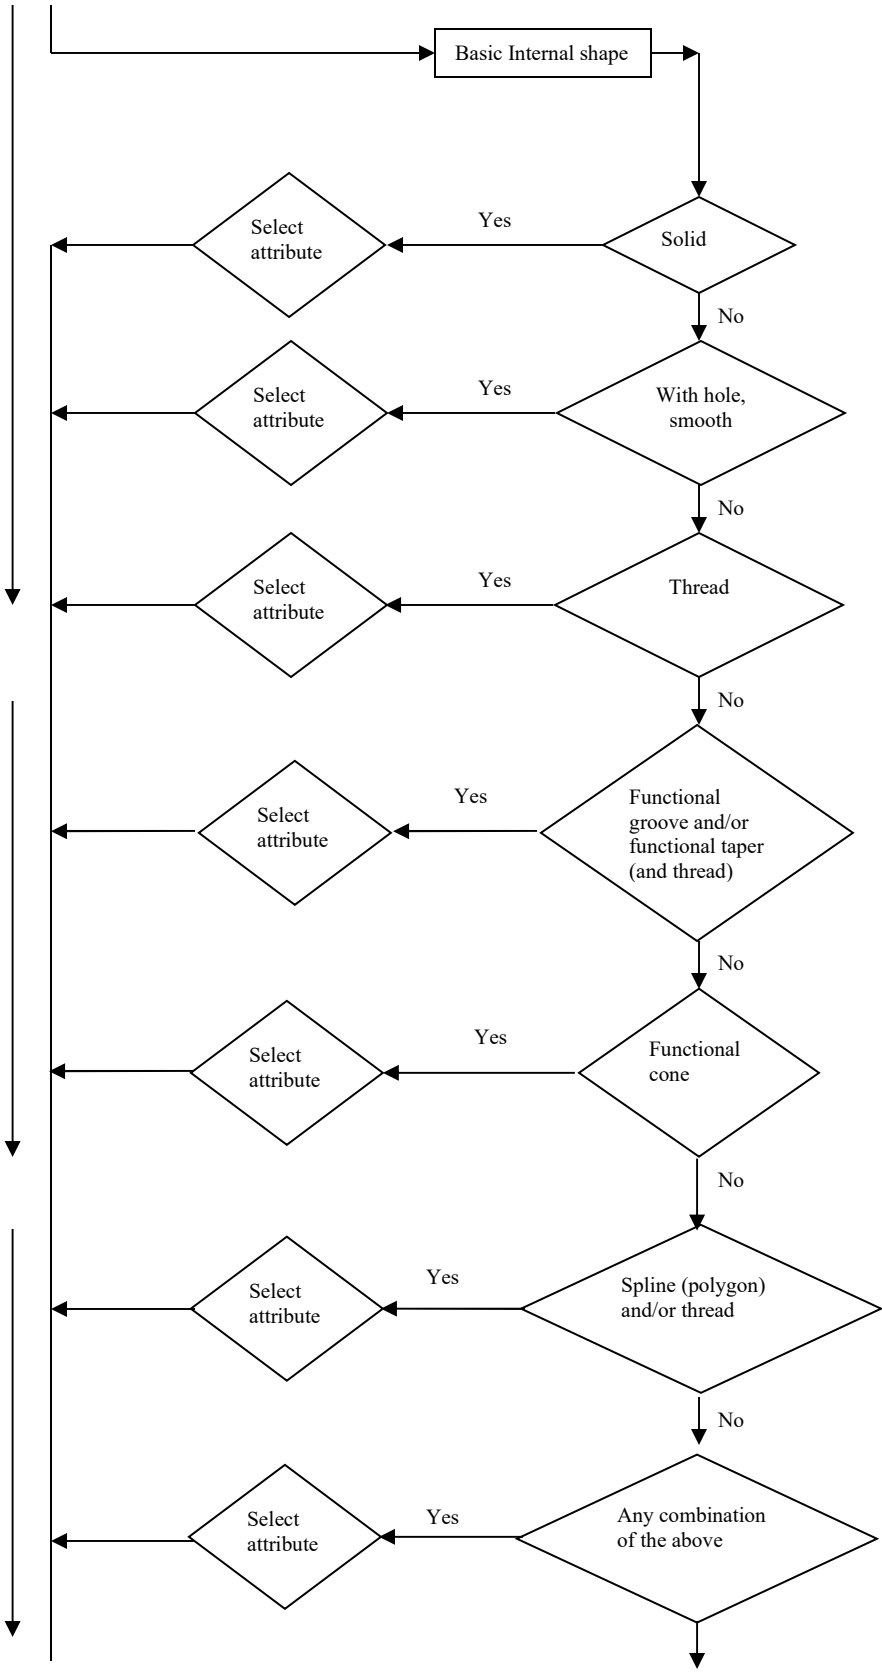 Basic Internal shape
Yes
Select
attribute
Solid
No
Yes
Select
attribute
With hole,
smooth
No
Yes
Select
attribute
Thread
No
Yes
Select
attribute
Functional
groove and/or
functional taper
(and thread)
No
Yes
Select
attribute
Functional
cone
No
Yes
Select
attribute
Spline (polygon)
and/or thread
No
Yes
Select
attribute
Any combination
of the above